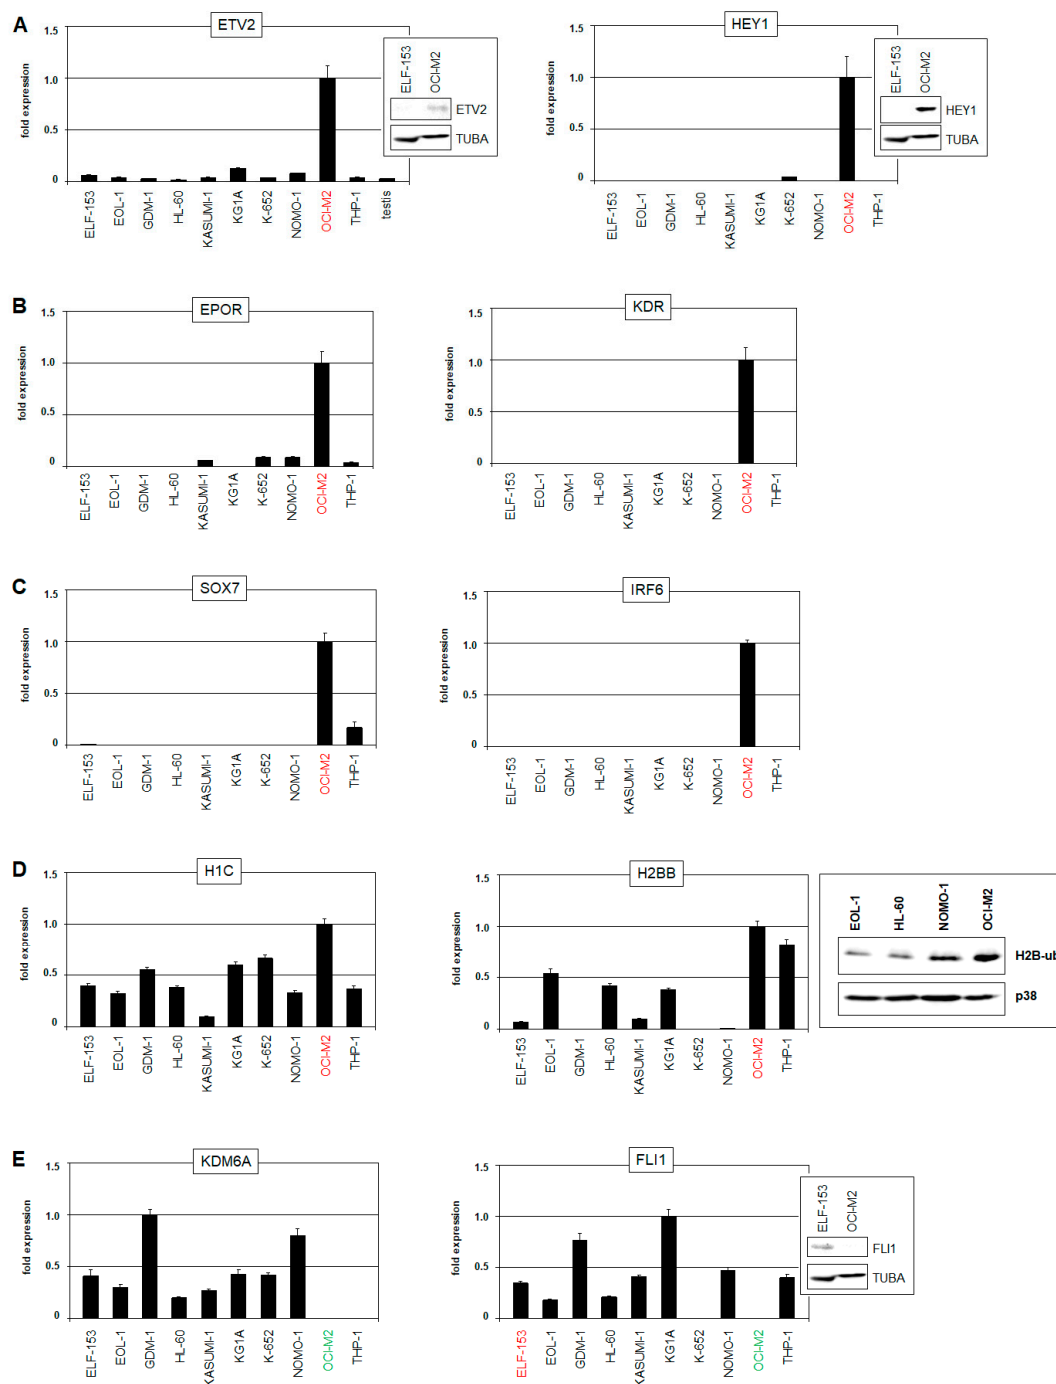 A
ETV2
fold expression
1.5
1.0
0.5
0
ELF-153
EOL-1
GDM-1
HL-60
KASUMI-1
KG1A
K-652
NOMO-1
OCI-M2
THP-1
testis
ELF-153
OCI-M2
ETV2
TUBA
HEY1
fold expression
1.5
1.0
0.5
0
ELF-153
EOL-1
GDM-1
HL-60
KASUMI-1
KG1A
K-652
NOMO-1
OCI-M2
THP-1
ELF-153
OCI-M2
HEY1
TUBA
B
EPOR
fold expression
1.5
1.0
0.5
0
ELF-153
EOL-1
GDM-1
HL-60
KASUMI-1
KG1A
K-652
NOMO-1
OCI-M2
THP-1
KDR
fold expression
1.5
1.0
0.5
0
ELF-153
EOL-1
GDM-1
HL-60
KASUMI-1
KG1A
K-652
NOMO-1
OCI-M2
THP-1
C
SOX7
fold expression
1.5
1.0
0.5
0
ELF-153
EOL-1
GDM-1
HL-60
KASUMI-1
KG1A
K-652
NOMO-1
OCI-M2
THP-1
IRF6
fold expression
1.5
1.0
0.5
0
ELF-153
EOL-1
GDM-1
HL-60
KASUMI-1
KG1A
K-652
NOMO-1
OCI-M2
THP-1
D
H1C
fold expression
1.5
1.0
0.5
0
ELF-153
EOL-1
GDM-1
HL-60
KASUMI-1
KG1A
K-652
NOMO-1
OCI-M2
THP-1
H2BB
fold expression
1.5
1.0
0.5
0
ELF-153
EOL-1
GDM-1
HL-60
KASUMI-1
KG1A
K-652
NOMO-1
OCI-M2
THP-1
EOL-1
HL-60
NOMO-1
OCI-M2
H2B-ub
p38
E
KDM6A
fold expression
1.5
1.0
0.5
0
ELF-153
EOL-1
GDM-1
HL-60
KASUMI-1
KG1A
K-652
NOMO-1
OCI-M2
THP-1
FLI1
fold expression
1.5
1.0
0.5
0
ELF-153
EOL-1
GDM-1
HL-60
KASUMI-1
KG1A
K-652
NOMO-1
OCI-M2
THP-1
ELF-153
OCI-M2
FLI1
TUBA